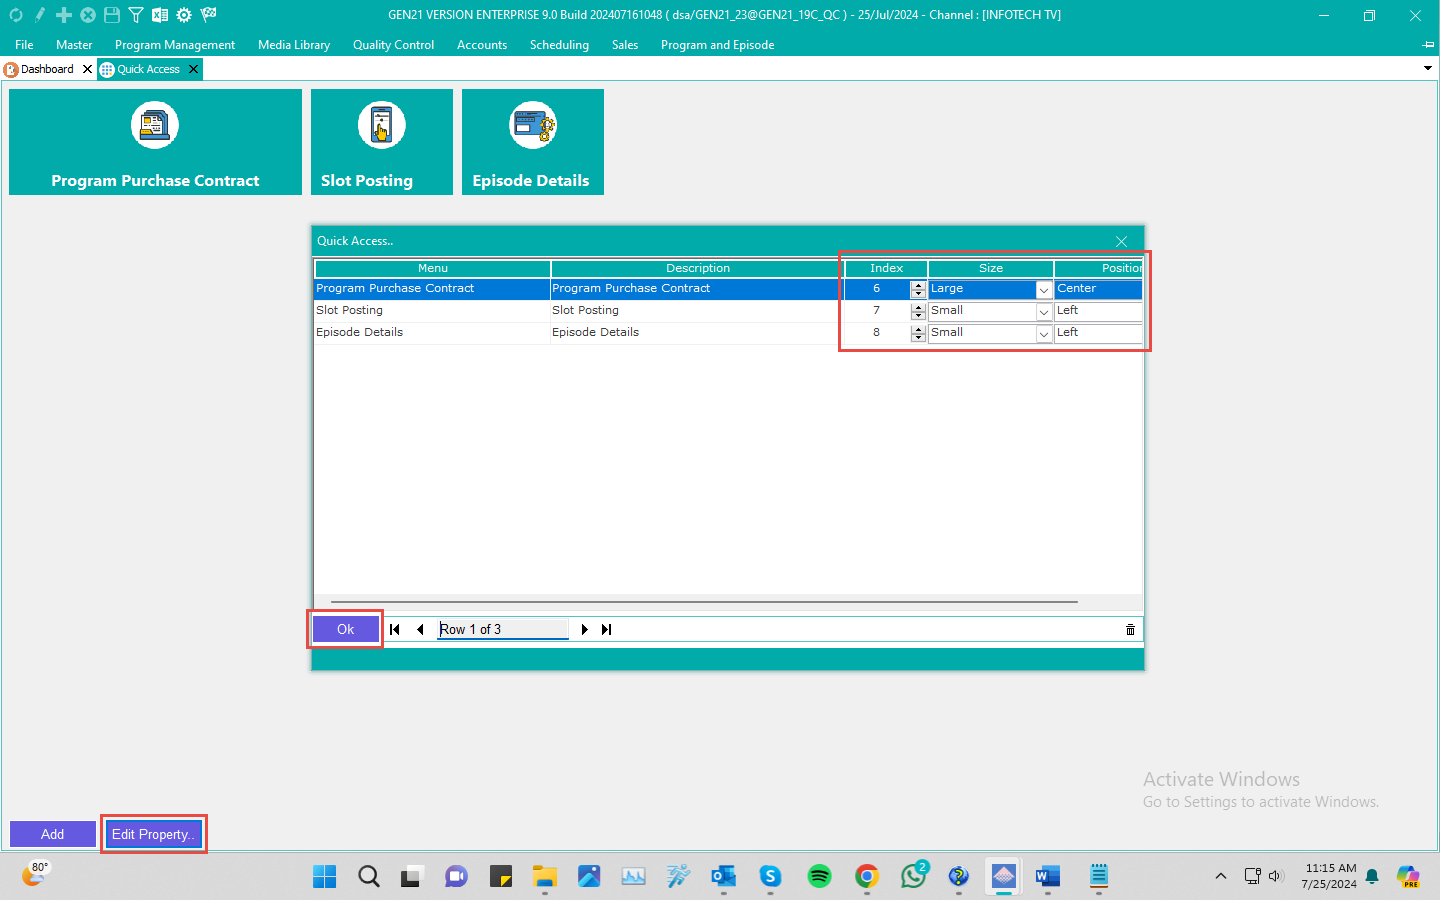 GEN21 VERSION ENTERPRISE 9.0 Build 202407161048 ( dsa/GEN21_23@GEN21_19C_QC ) - 25/Jul/2024 - Channel : [INFOTECH TV]
File Master Program Management Media Library Quality Control Accounts Scheduling Sales Program and Episode
Dashboard Quick Access
Program Purchase Contract Slot Posting Episode Details
Quick Access..
Menu Description Index Size Position
Program Purchase Contract Program Purchase Contract 6 Large Center
Slot Posting Slot Posting 7 Small Left
Episode Details Episode Details 8 Small Left
Ok Row 1 of 3
Activate Windows
Go to Settings to activate Windows.
Add Edit Property..
80°
2
11:15 AM
7/25/2024
PRE